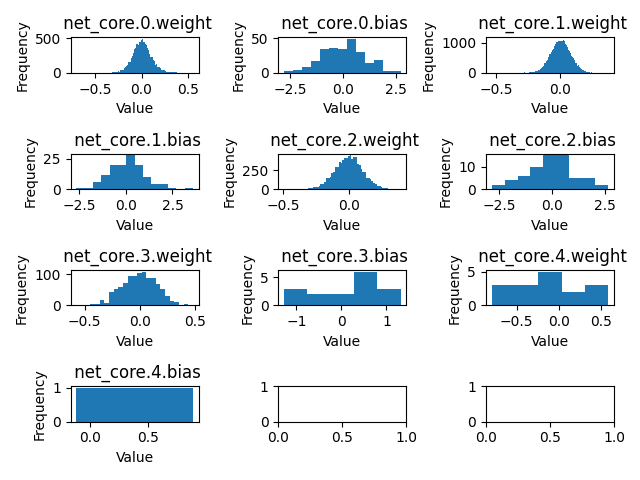 net_core.0.weight
Frequency
500
0
−0.5 0.0 0.5
Value
net_core.0.bias
Frequency
50
0
−2.5 0.0 2.5
Value
net_core.1.weight
Frequency
1000
0
−0.5 0.0
Value
net_core.1.bias
Frequency
25
0
−2.5 0.0 2.5
Value
net_core.2.weight
Frequency
250
0
−0.5 0.0
Value
net_core.2.bias
Frequency
10
0
−2.5 0.0 2.5
Value
net_core.3.weight
Frequency
100
0
−0.5 0.0 0.5
Value
net_core.3.bias
Frequency
5
0
−1 0 1
Value
net_core.4.weight
Frequency
5
0
−0.5 0.0 0.5
Value
net_core.4.bias
Frequency
1
0
0.0 0.5
Value
1
0
0.0 0.5 1.0
1
0
0.0 0.5 1.0